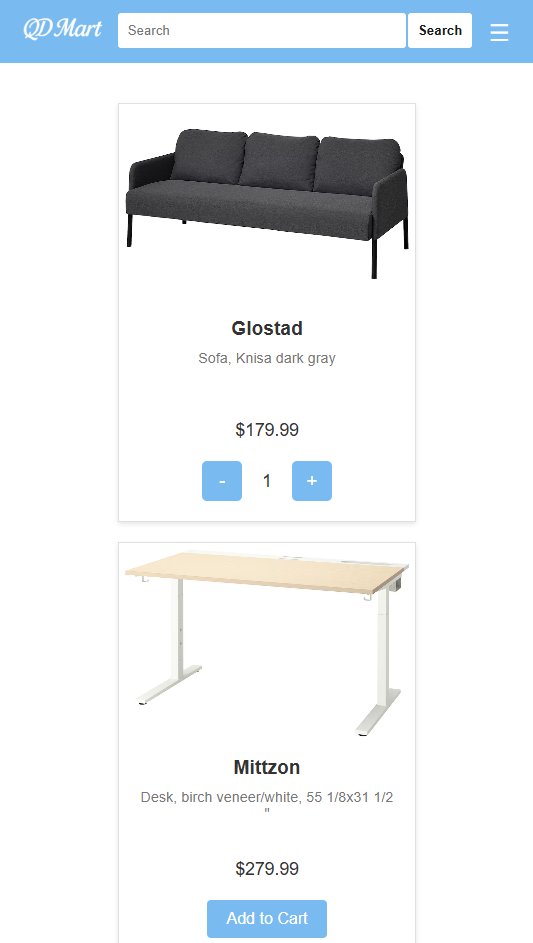 QD Mart
Search
Search
Glostad
Sofa, Knisa dark gray
$179.99
- 1 +
Mittzon
Desk, birch veneer/white, 55 1/8x31 1/2
"
$279.99
Add to Cart